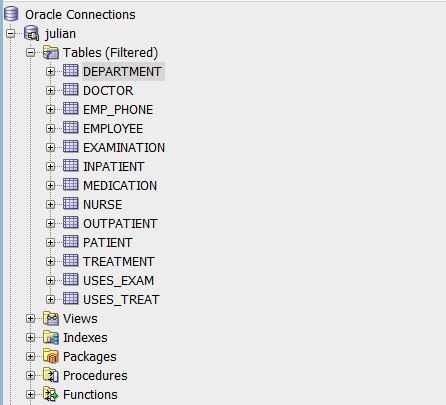 Oracle Connections
julian
Tables (Filtered)
DEPARTMENT
DOCTOR
EMP_PHONE
EMPLOYEE
EXAMINATION
INPATIENT
MEDICATION
NURSE
OUTPATIENT
PATIENT
TREATMENT
USES_EXAM
USES_TREAT
Views
Indexes
Packages
Procedures
Functions